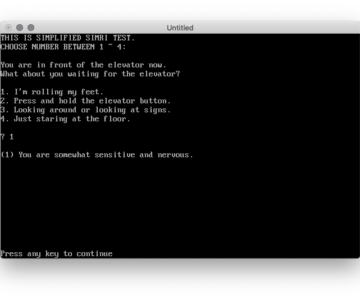 Untitled
THIS IS SIMPLIFIED SIMRI TEST.
CHOOSE NUMBER BETWEEN 1 ~ 4:
You are in front of the elevator now.
What about you waiting for the elevator?
1. I'm rolling my feet.
2. Press and hold the elevator button.
3. Looking around or looking at signs.
4. Just staring at the floor.
? 1
(1) You are somewhat sensitive and nervous.
Press any key to continue